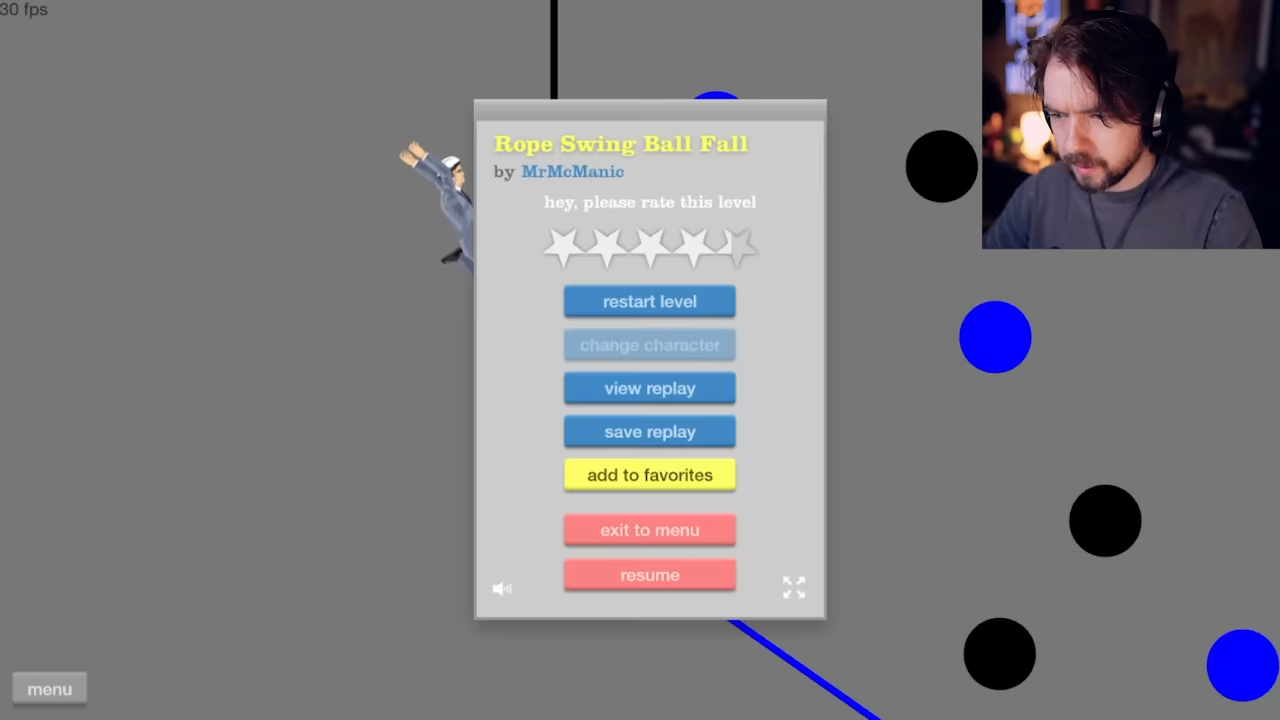 30 fps
Rope Swing Ball Fall
by MrMcManic
hey, please rate this level
restart level
change character
view replay
save replay
add to favorites
exit to menu
resume
menu